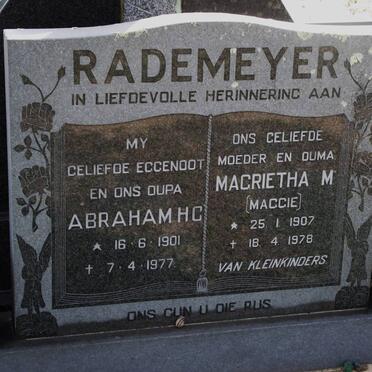 RADEMEYER
IN LIEFDEVOLLE HERINNERING AAN
MY
GELIEFDE EGGENOOT
EN ONS OUPA
ABRAHAM H C
* 16·6·1901
† 7·4·1977
ONS GELIEFDE
MOEDER EN OUMA
MAGRIETHA M
(MAGGIE)
* 25·1·1907
† 18·4·1978
VAN KLEINKINDERS
ONS GUN U DIE RUS